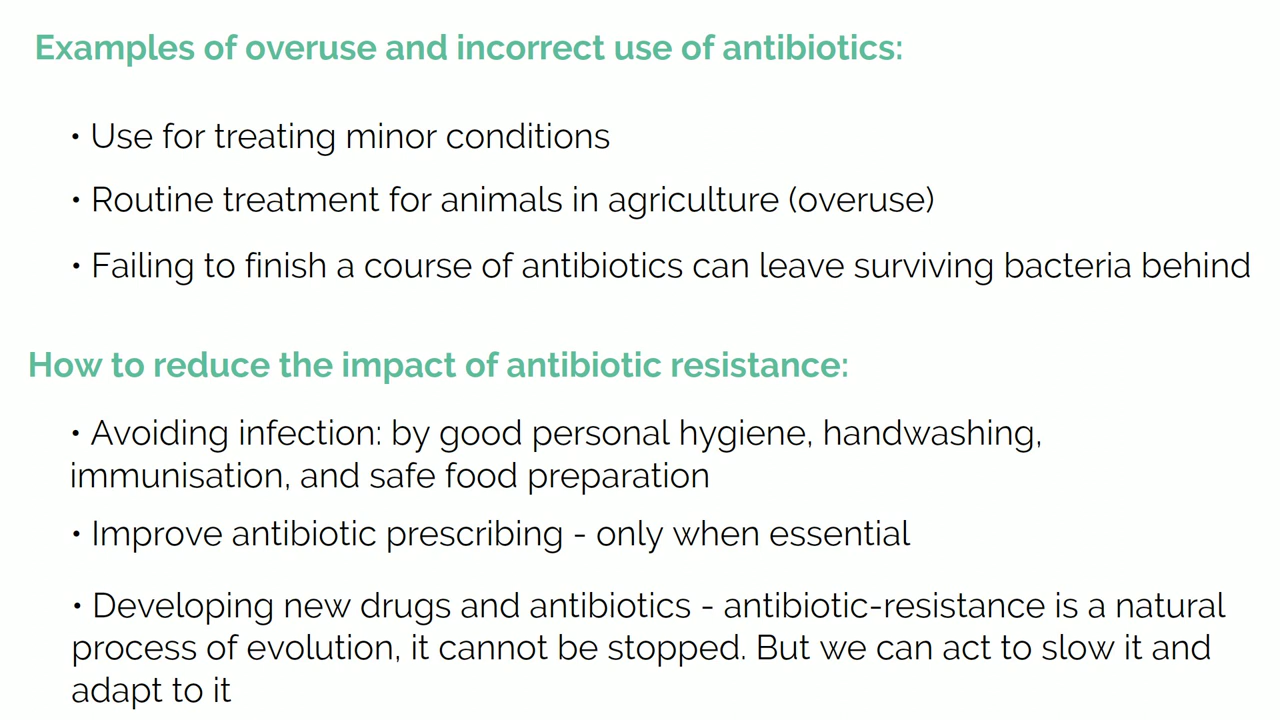 Examples of overuse and incorrect use of antibiotics:
• Use for treating minor conditions
• Routine treatment for animals in agriculture (overuse)
• Failing to finish a course of antibiotics can leave surviving bacteria behind
How to reduce the impact of antibiotic resistance:
• Avoiding infection: by good personal hygiene, handwashing,
immunisation, and safe food preparation
• Improve antibiotic prescribing - only when essential
• Developing new drugs and antibiotics - antibiotic-resistance is a natural
process of evolution, it cannot be stopped. But we can act to slow it and
adapt to it